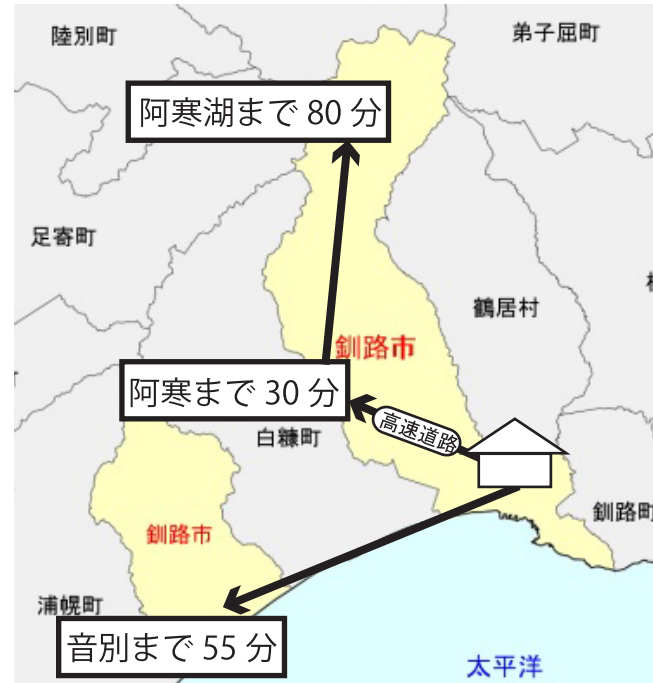 陸別町
弟子屈町
阿寒湖まで 80 分
足寄町
鶴居村
釧路市
阿寒まで 30 分
高速道路
白糠町
釧路市
釧路町
浦幌町
音別まで 55 分
太平洋